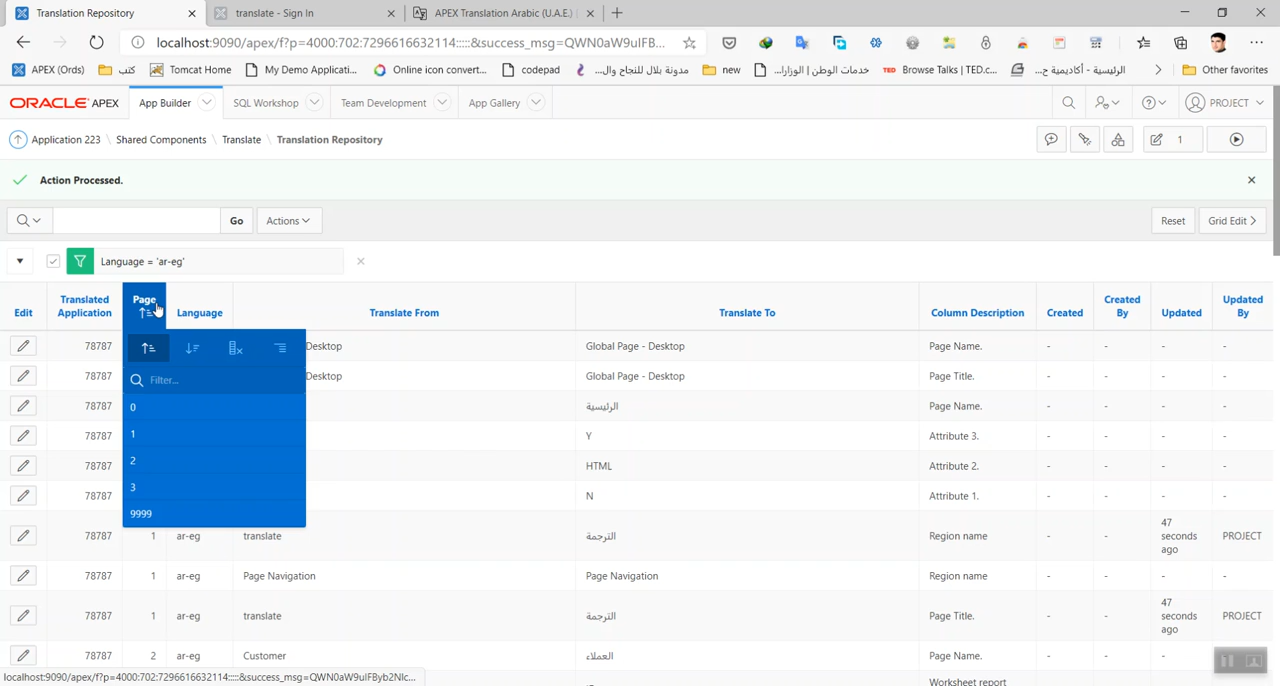 Translation Repository
translate - Sign In
APEX Translation Arabic (U.A.E.)
localhost:9090/apex/f?p=4000:702:7296616632114:::::&success_msg=QWN0aW9uIFB...
APEX (Ords)
كتب
Tomcat Home
My Demo Applicati...
Online icon convert...
codepad
مدونة بلال للنجاح وال...
new
خدمات الوطن | الوزارا...
TED Browse Talks | TED.c...
الرئيسية - أكاديمية ح...
Other favorites
ORACLE APEX
App Builder
SQL Workshop
Team Development
App Gallery
PROJECT
Application 223 \ Shared Components \ Translate \ Translation Repository
1
Action Processed.
Go
Actions
Reset
Grid Edit
Language = 'ar-eg'
Edit
Translated Application
Page
Language
Translate From
Translate To
Column Description
Created
Created By
Updated
Updated By
78787 Desktop Global Page - Desktop Page Name. - - - -
78787 Desktop Global Page - Desktop Page Title. - - - -
78787 الرئيسية Page Name. - - - -
78787 Y Attribute 3. - - - -
78787 HTML Attribute 2. - - - -
78787 N Attribute 1. - - - -
Filter...
0
1
2
3
9999
78787 1 ar-eg translate الترجمة Region name - - 47 seconds ago PROJECT
78787 1 ar-eg Page Navigation Page Navigation Region name - - - -
78787 1 ar-eg translate الترجمة Page Title. - - 47 seconds ago PROJECT
78787 2 ar-eg Customer العملاء Page Name. - - - -
Worksheet report
localhost:9090/apex/f?p=4000:702:7296616632114:::::&success_msg=QWN0aW9uIFByb2Nlc...